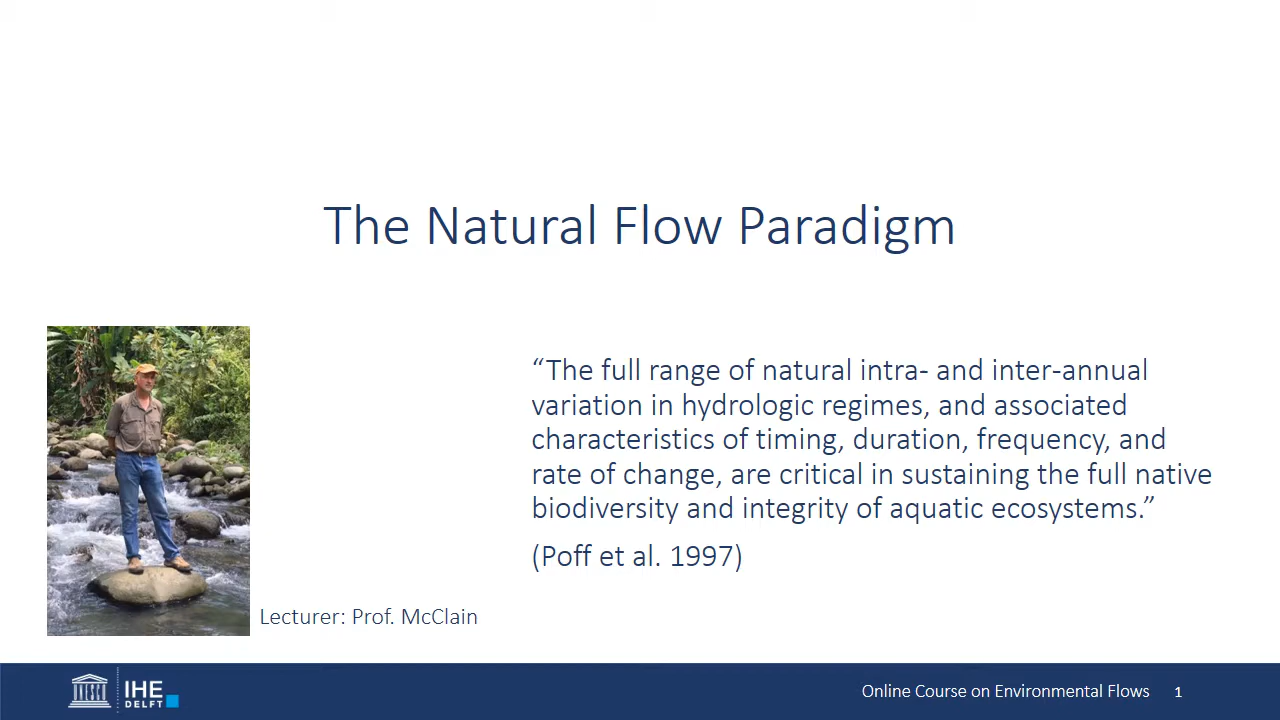 The Natural Flow Paradigm
“The full range of natural intra- and inter-annual
variation in hydrologic regimes, and associated
characteristics of timing, duration, frequency, and
rate of change, are critical in sustaining the full native
biodiversity and integrity of aquatic ecosystems.”
(Poff et al. 1997)
Lecturer: Prof. McClain
UNESCO
IHE
DELFT
Online Course on Environmental Flows 1